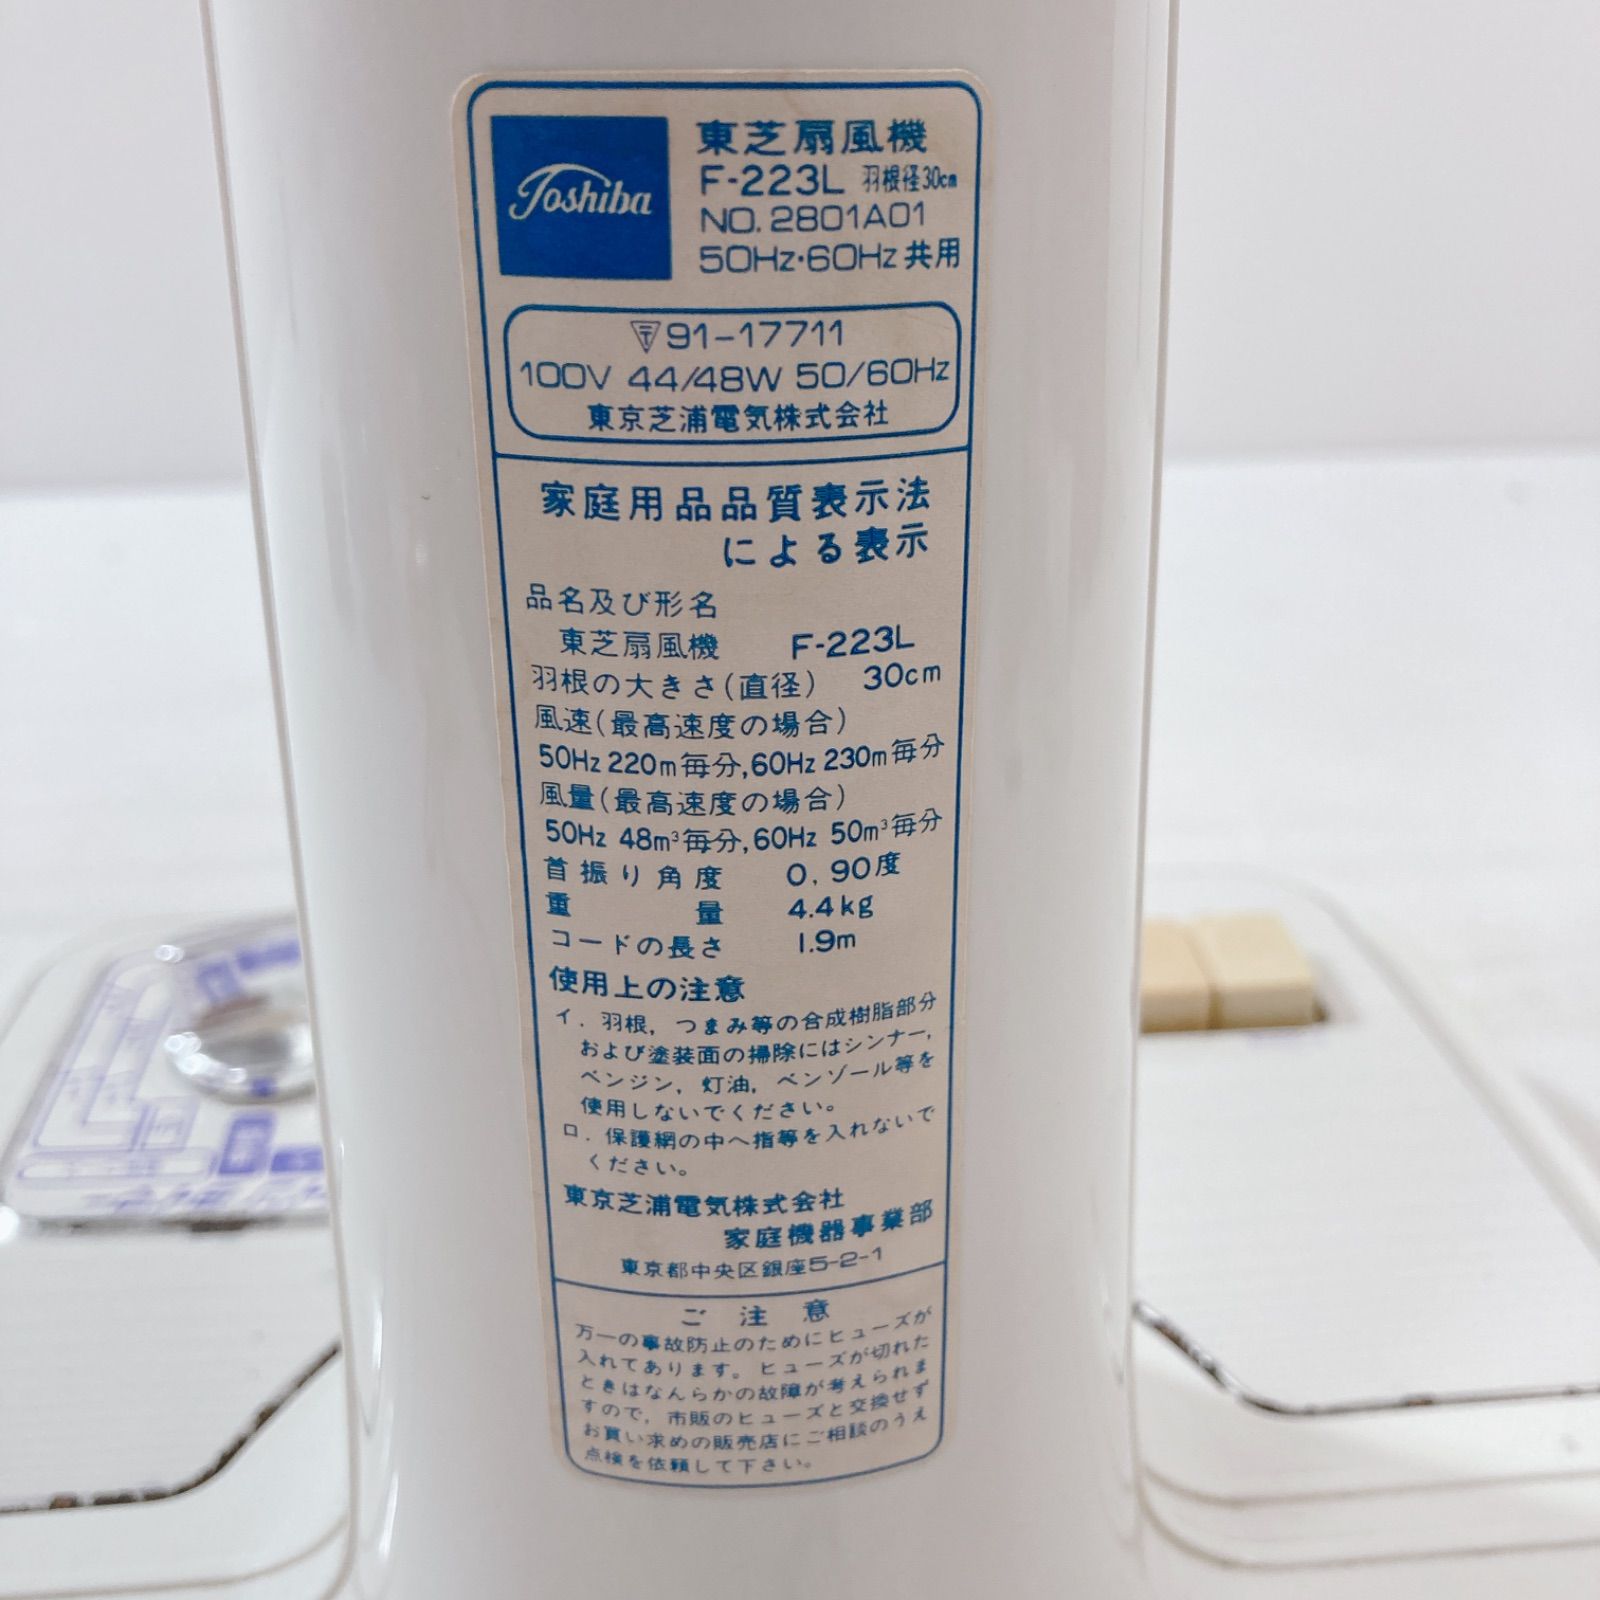 Toshiba
東芝扇風機
F-223L 羽根径30cm
NO. 2801A01
50Hz・60Hz 共用
〒91-17711
100V 44/48W 50/60Hz
東京芝浦電気株式会社
家庭用品品質表示法
による表示
品名及び形名
東芝扇風機 F-223L
羽根の大きさ(直径) 30cm
風速(最高速度の場合)
50Hz 220m毎分, 60Hz 230m毎分
風量(最高速度の場合)
50Hz 48m³毎分, 60Hz 50m³毎分
首振り角度 0, 90度
重量 4.4kg
コードの長さ 1.9m
使用上の注意
イ. 羽根, つまみ等の合成樹脂部分
および塗装面の掃除にはシンナー,
ベンジン, 灯油, ベンゾール等を
使用しないでください。
ロ. 保護網の中へ指等を入れないで
ください。
東京芝浦電気株式会社
家庭機器事業部
東京都中央区銀座5-2-1
ご注意
万一の事故防止のためにヒューズが
入れてあります。ヒューズが切れた
ときはなんらかの故障が考えられま
すので, 市販のヒューズと交換せず
お買い求めの販売店にご相談のうえ
点検を依頼して下さい。